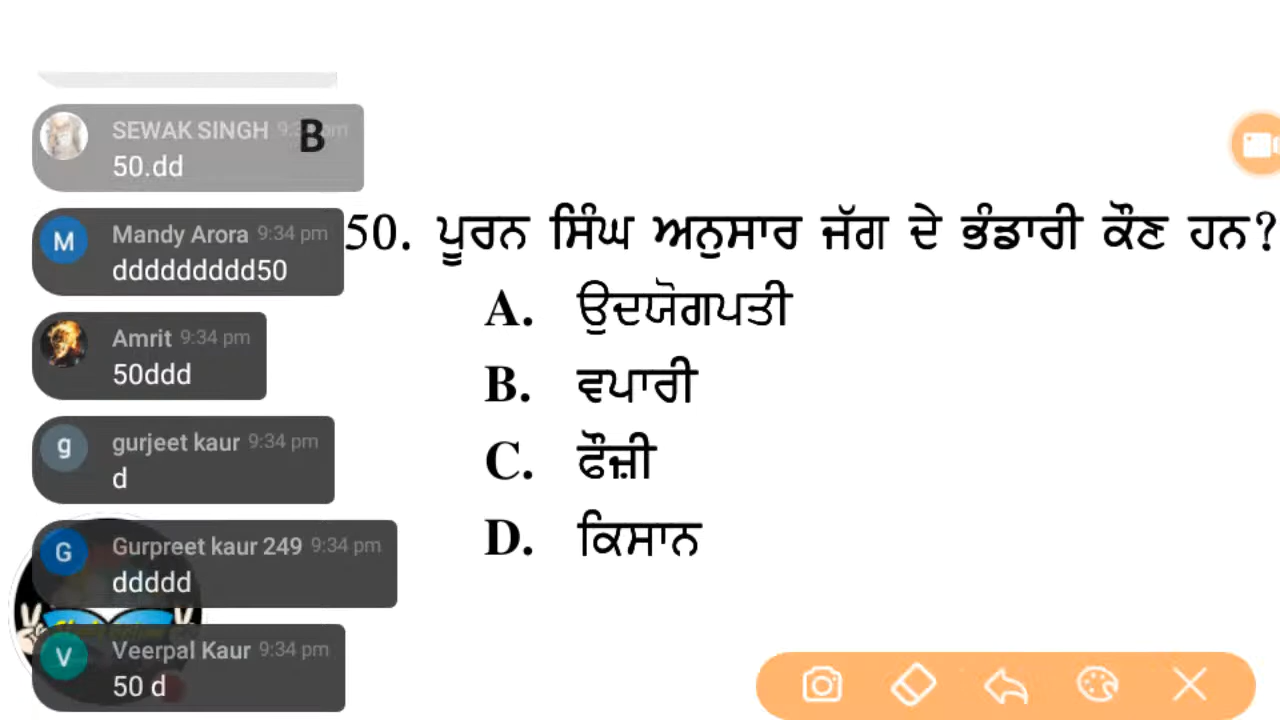 SEWAK SINGH
B
50.dd
Mandy Arora 9:34 pm
ddddddddd50
Amrit 9:34 pm
50ddd
gurjeet kaur 9:34 pm
d
Gurpreet kaur 249 9:34 pm
ddddd
Veerpal Kaur 9:34 pm
50 d
50. ਪੂਰਨ ਸਿੰਘ ਅਨੁਸਾਰ ਜੱਗ ਦੇ ਭੰਡਾਰੀ ਕੌਣ ਹਨ?
A. ਉਦਯੋਗਪਤੀ
B. ਵਪਾਰੀ
C. ਫੌਜ਼ੀ
D. ਕਿਸਾਨ